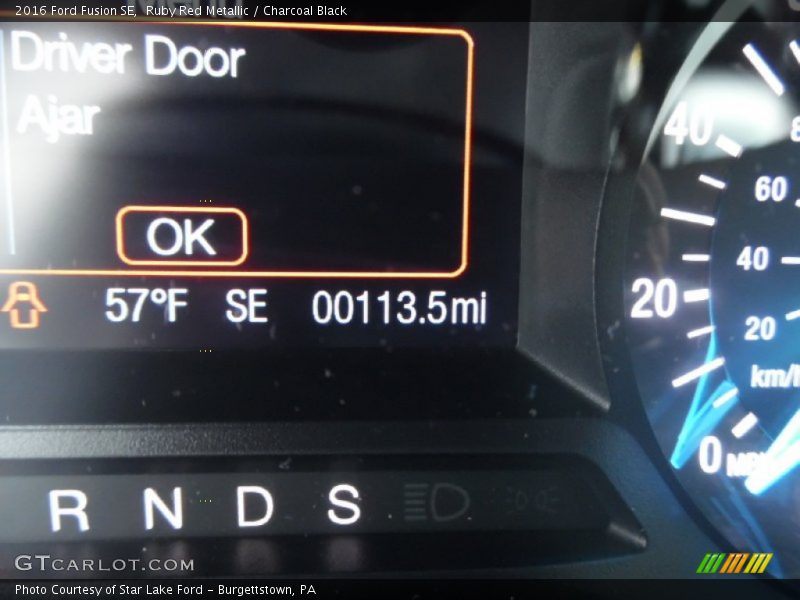 2016 Ford Fusion SE, Ruby Red Metallic / Charcoal Black
Driver Door
Ajar
OK
57°F SE 00113.5mi
40
20
0 MPH
60
40
20
km/
R N D S
GTCARLOT.COM
Photo Courtesy of Star Lake Ford - Burgettstown, PA